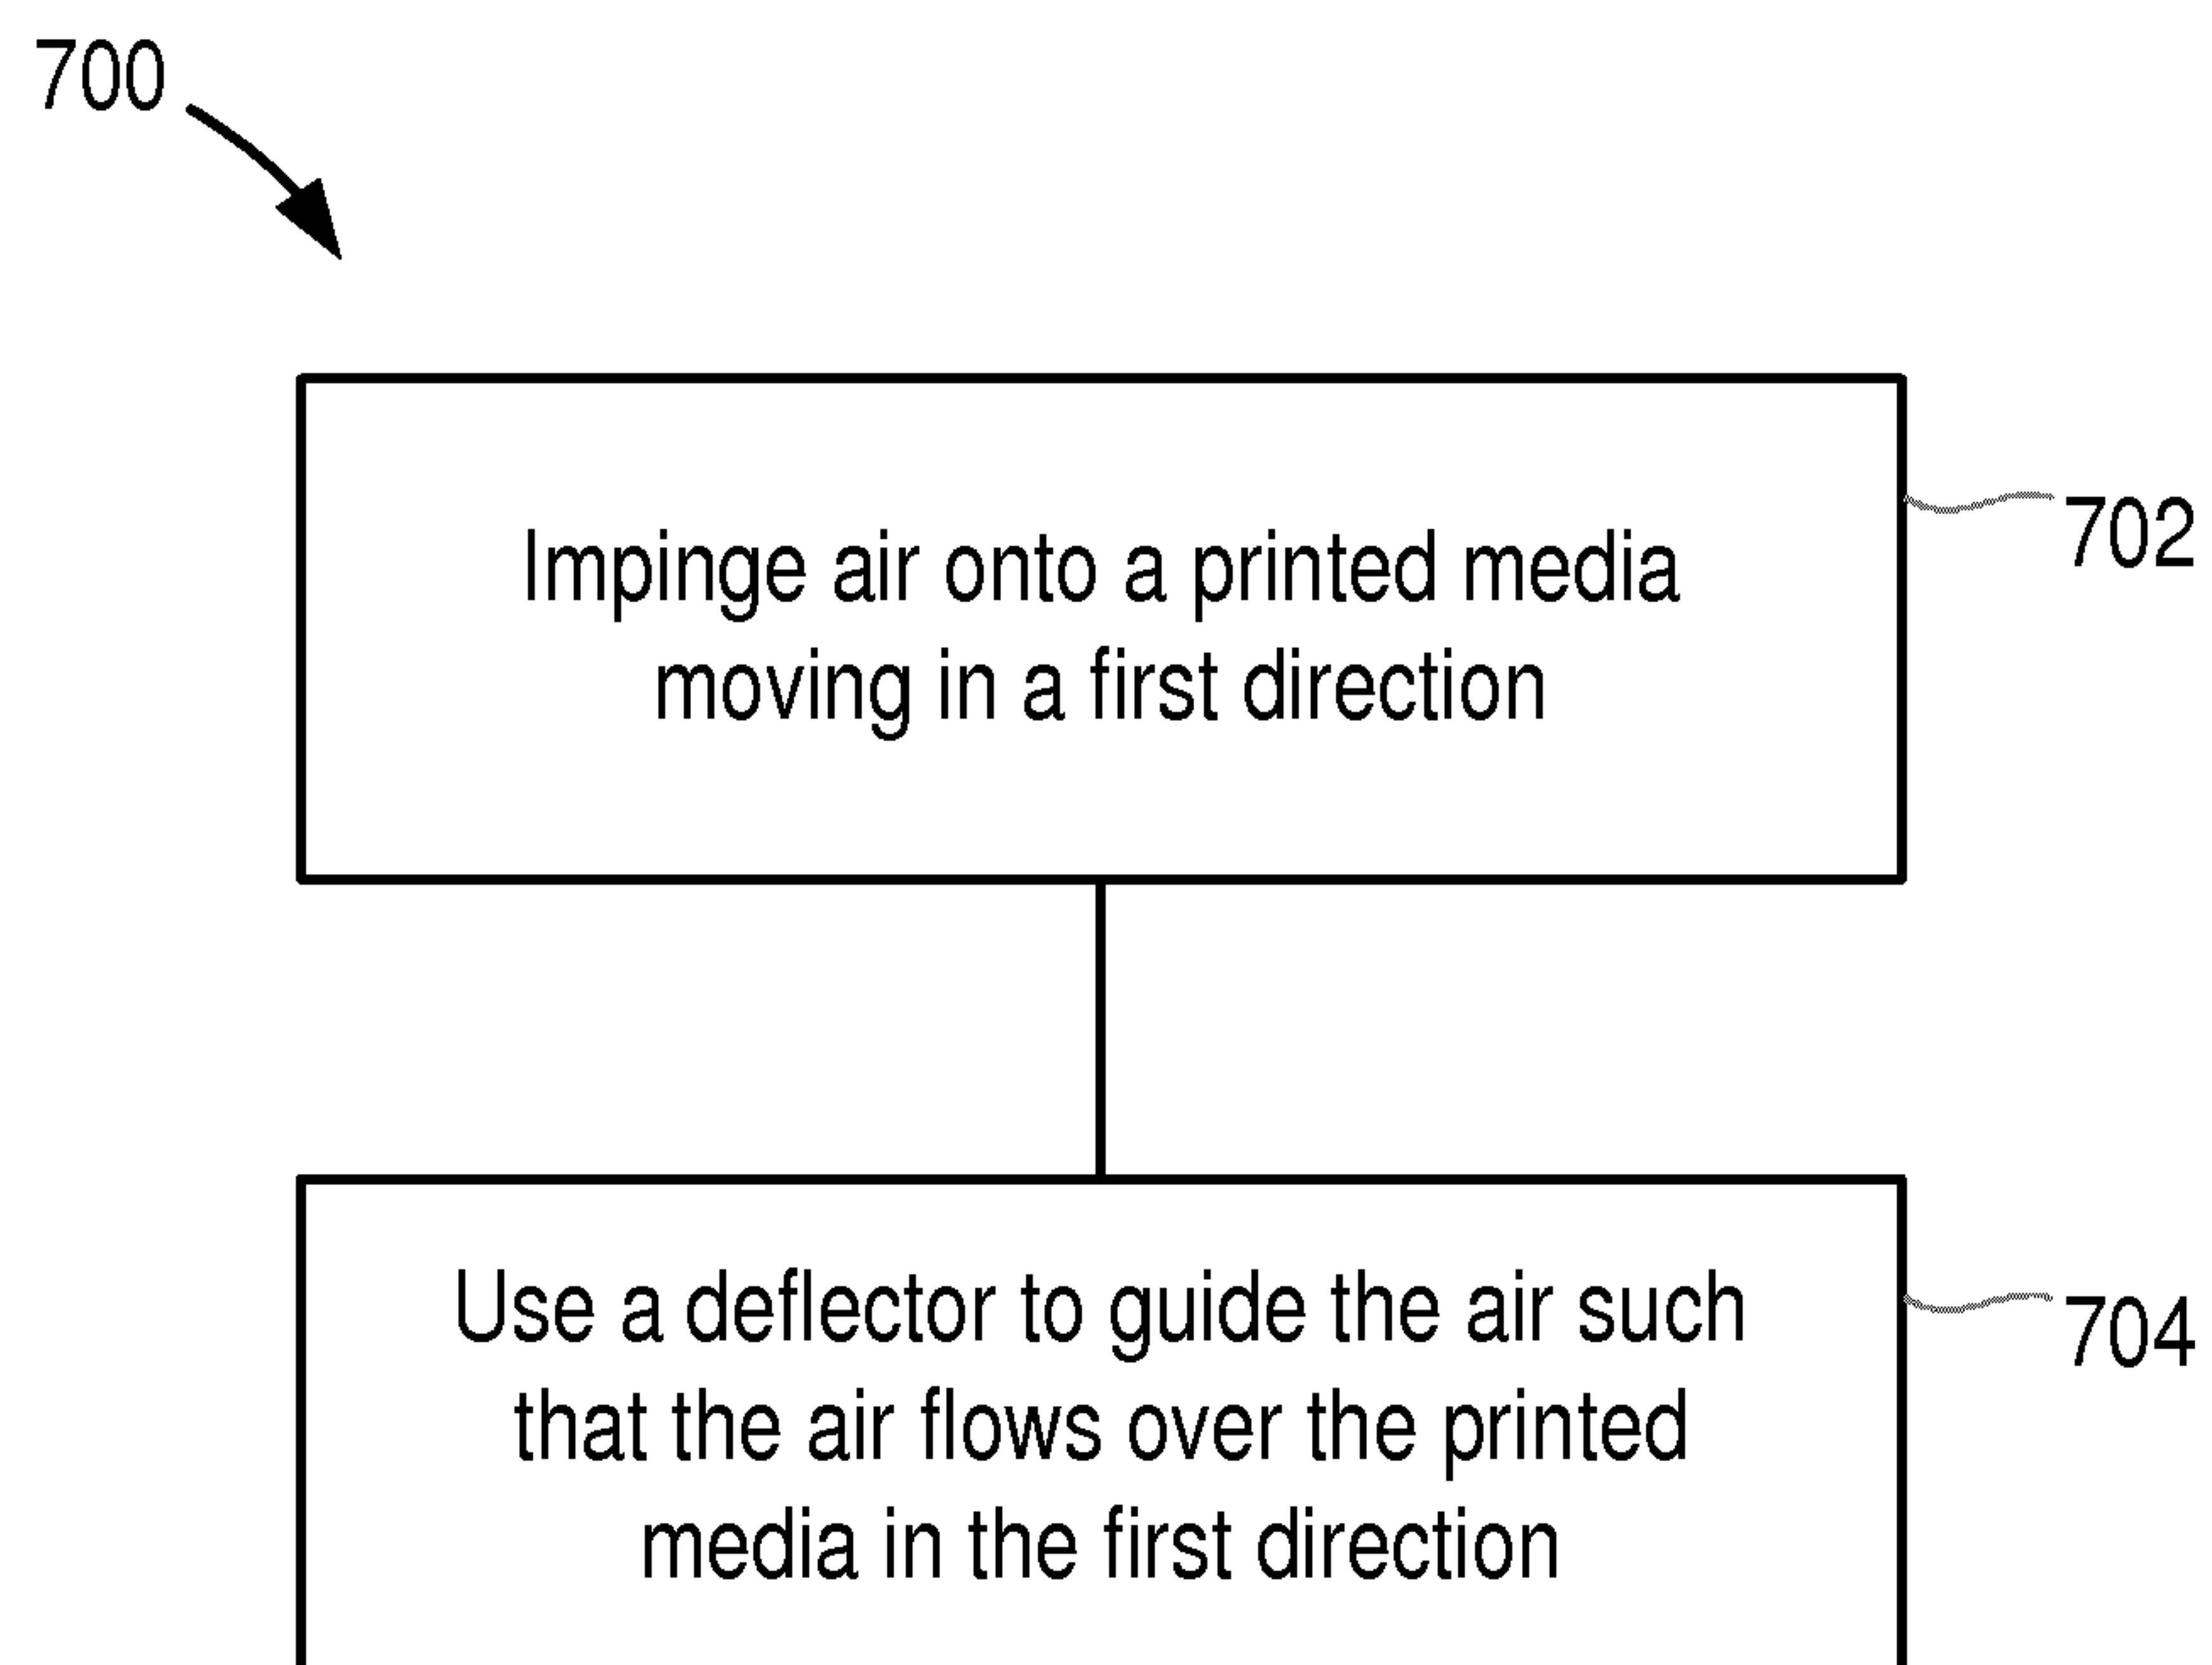 700
Impinge air onto a printed media
moving in a first direction
702
Use a deflector to guide the air such
that the air flows over the printed
media in the first direction
704